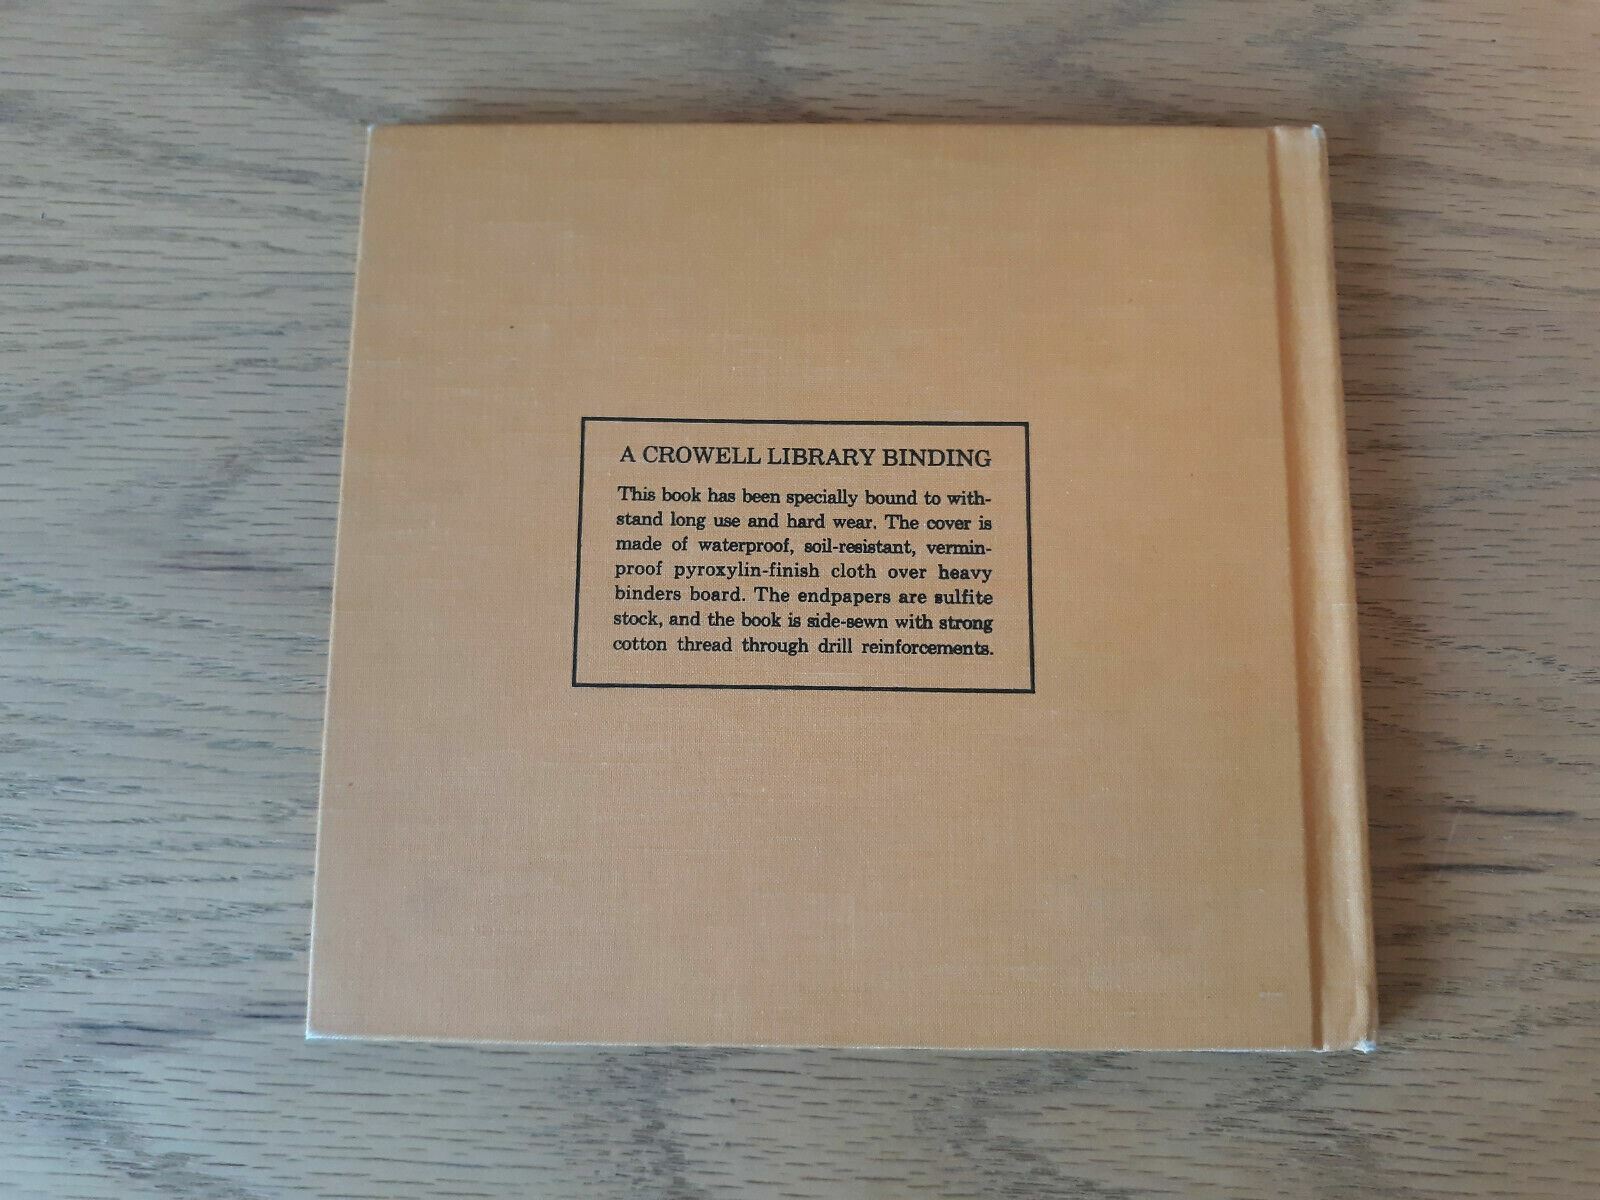 A CROWELL LIBRARY BINDING
This book has been specially bound to with-
stand long use and hard wear. The cover is
made of waterproof, soil-resistant, vermin-
proof pyroxylin-finish cloth over heavy
binders board. The endpapers are sulfite
stock, and the book is side-sewn with strong
cotton thread through drill reinforcements.